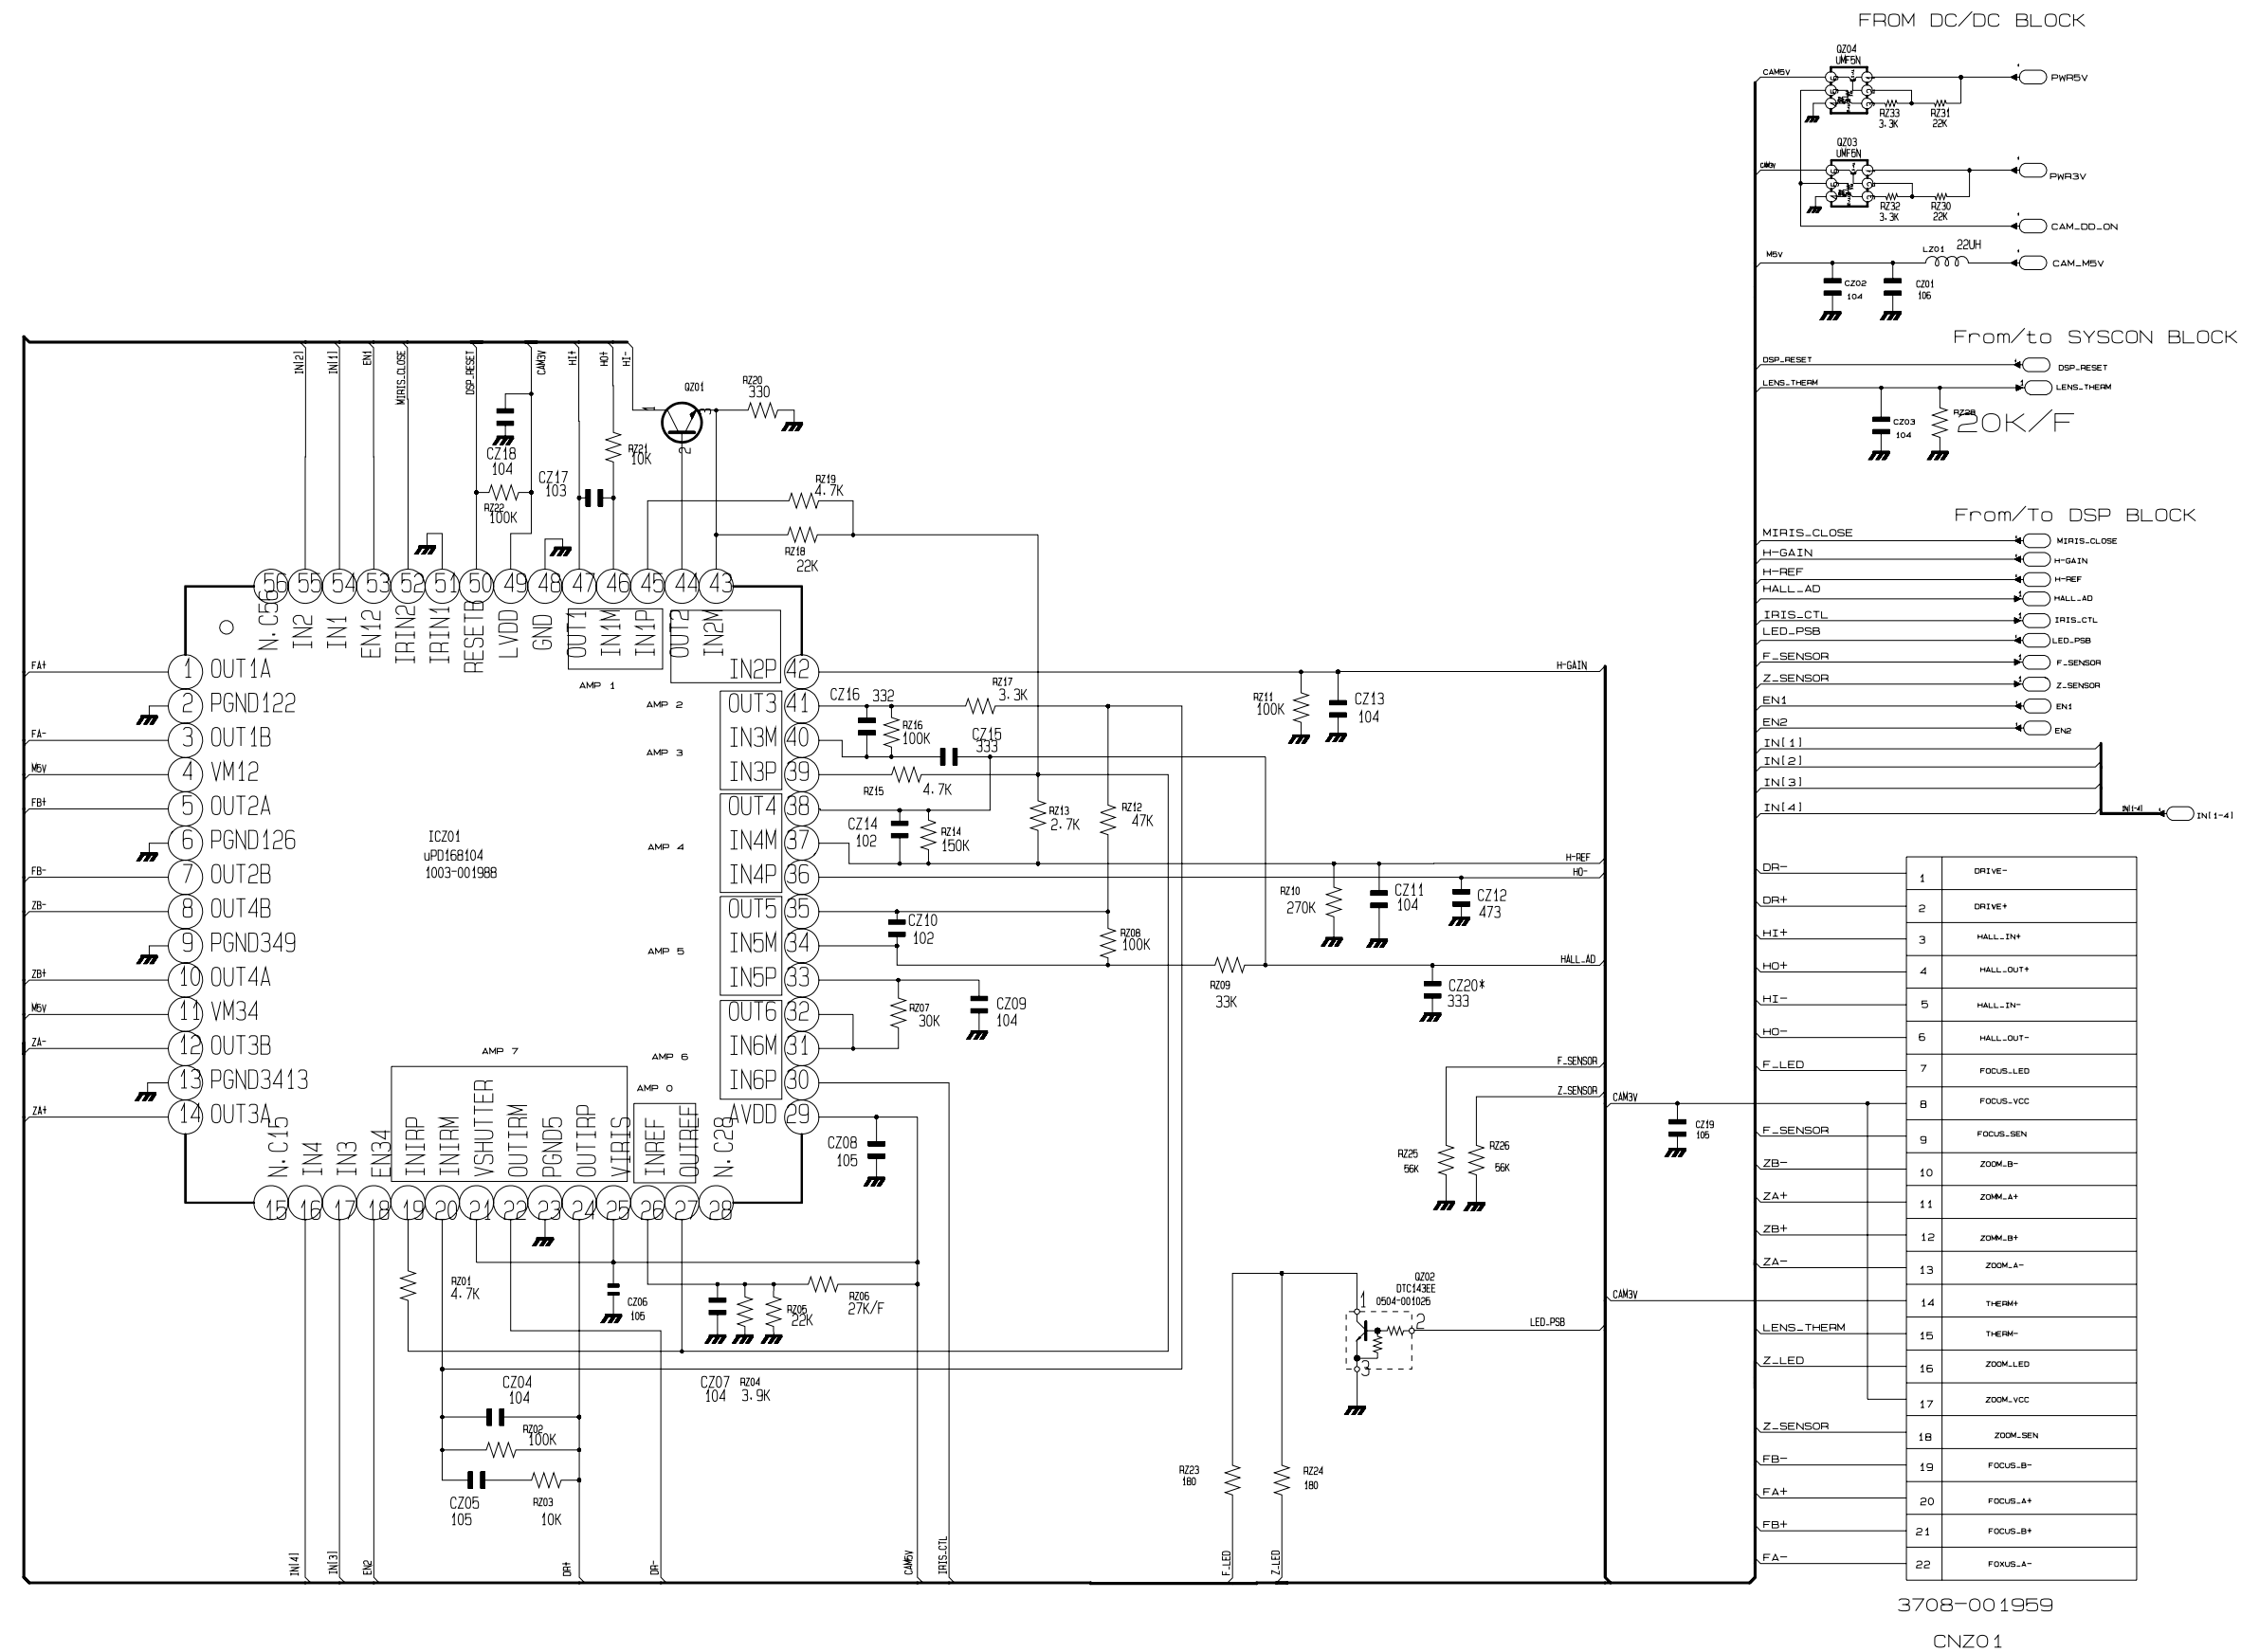 FROM DC/DC BLOCK
QZ04
UMF5N
CAM5V
PWR5V
RZ33
3.3K
RZ31
22K
QZ03
UMF5N
CAM3V
PWR3V
RZ32
3.3K
RZ30
22K
CAM_DD_ON
M5V
LZ01 22UH
CAM_M5V
CZ02
104
CZ01
106
From/to SYSCON BLOCK
DSP_RESET
DSP_RESET
LENS_THERM
LENS_THERM
CZ03
104
RZ28
20K/F
From/To DSP BLOCK
MIRIS_CLOSE
MIRIS_CLOSE
H-GAIN
H-GAIN
H-REF
H-REF
HALL_AD
HALL_AD
IRIS_CTL
IRIS_CTL
LED_PSB
LED_PSB
F_SENSOR
F_SENSOR
Z_SENSOR
Z_SENSOR
EN1
EN1
EN2
EN2
IN[1]
IN[2]
IN[3]
IN[4]
IN[1-4]
IN[1-4]
IN[2]
IN[1]
EN1
MIRIS_CLOSE
DSP_RESET
CAM3V
HI+
HO+
HI-
CZ18
104
RZ22
100K
CZ17
103
RZ21
10K
QZ01
1
2
3
RZ20
330
RZ19
4.7K
RZ18
22K
56 55 54 53 52 51 50 49 48 47 46 45 44 43
N.C56
IN2
IN1
EN12
IRIN2
IRIN1
RESETB
LVDD
GND
OUT1
IN1M
IN1P
OUT2
IN2M
AMP 1
AMP 2
AMP 3
AMP 4
AMP 5
AMP 6
AMP 0
AMP 7
ICZ01
uPD168104
1003-001988
FA+
1 OUT1A
2 PGND122
FA-
3 OUT1B
M5V
4 VM12
FB+
5 OUT2A
6 PGND126
FB-
7 OUT2B
ZB-
8 OUT4B
9 PGND349
ZB+
10 OUT4A
M5V
11 VM34
ZA-
12 OUT3B
13 PGND3413
ZA+
14 OUT3A
IN2P 42
OUT3 41
IN3M 40
IN3P 39
OUT4 38
IN4M 37
IN4P 36
OUT5 35
IN5M 34
IN5P 33
OUT6 32
IN6M 31
IN6P 30
AVDD 29
N.C15
IN4
IN3
EN34
INIRP
INIRM
VSHUTTER
OUTIRM
PGND5
OUTIRP
VIRIS
INREF
OUTREF
N.C28
15 16 17 18 19 20 21 22 23 24 25 26 27 28
CZ16 332
RZ16
100K
RZ17
3.3K
CZ15
333
RZ15
4.7K
CZ14
102
RZ14
150K
RZ13
2.7K
RZ12
47K
RZ11
100K
CZ13
104
H-GAIN
H-REF
HO-
RZ10
270K
CZ11
104
CZ12
473
CZ10
102
RZ08
100K
RZ09
33K
HALL_AD
CZ20*
333
RZ07
30K
CZ09
104
CZ08
105
F_SENSOR
Z_SENSOR
RZ25
56K
RZ26
56K
CAM3V
CZ19
105
CAM3V
RZ01
4.7K
CZ06
105
RZ05
22K
RZ06
27K/F
CZ07
104
RZ04
3.9K
CZ04
104
RZ02
100K
CZ05
105
RZ03
10K
QZ02
DTC143EE
0504-001025
1
2
3
LED_PSB
RZ23
180
RZ24
180
IN[4]
IN[3]
EN2
DR+
DR-
CAM5V
IRIS_CTL
F_LED
Z_LED
DR- 1 DRIVE-
DR+ 2 DRIVE+
HI+ 3 HALL_IN+
HO+ 4 HALL_OUT+
HI- 5 HALL_IN-
HO- 6 HALL_OUT-
F_LED 7 FOCUS_LED
8 FOCUS_VCC
F_SENSOR 9 FOCUS_SEN
ZB- 10 ZOOM_B-
ZA+ 11 ZOMM_A+
ZB+ 12 ZOMM_B+
ZA- 13 ZOOM_A-
14 THERM+
LENS_THERM 15 THERM-
Z_LED 16 ZOOM_LED
17 ZOOM_VCC
Z_SENSOR 18 ZOOM_SEN
FB- 19 FOCUS_B-
FA+ 20 FOCUS_A+
FB+ 21 FOCUS_B+
FA- 22 FOXUS_A-
3708-001959
CNZ01